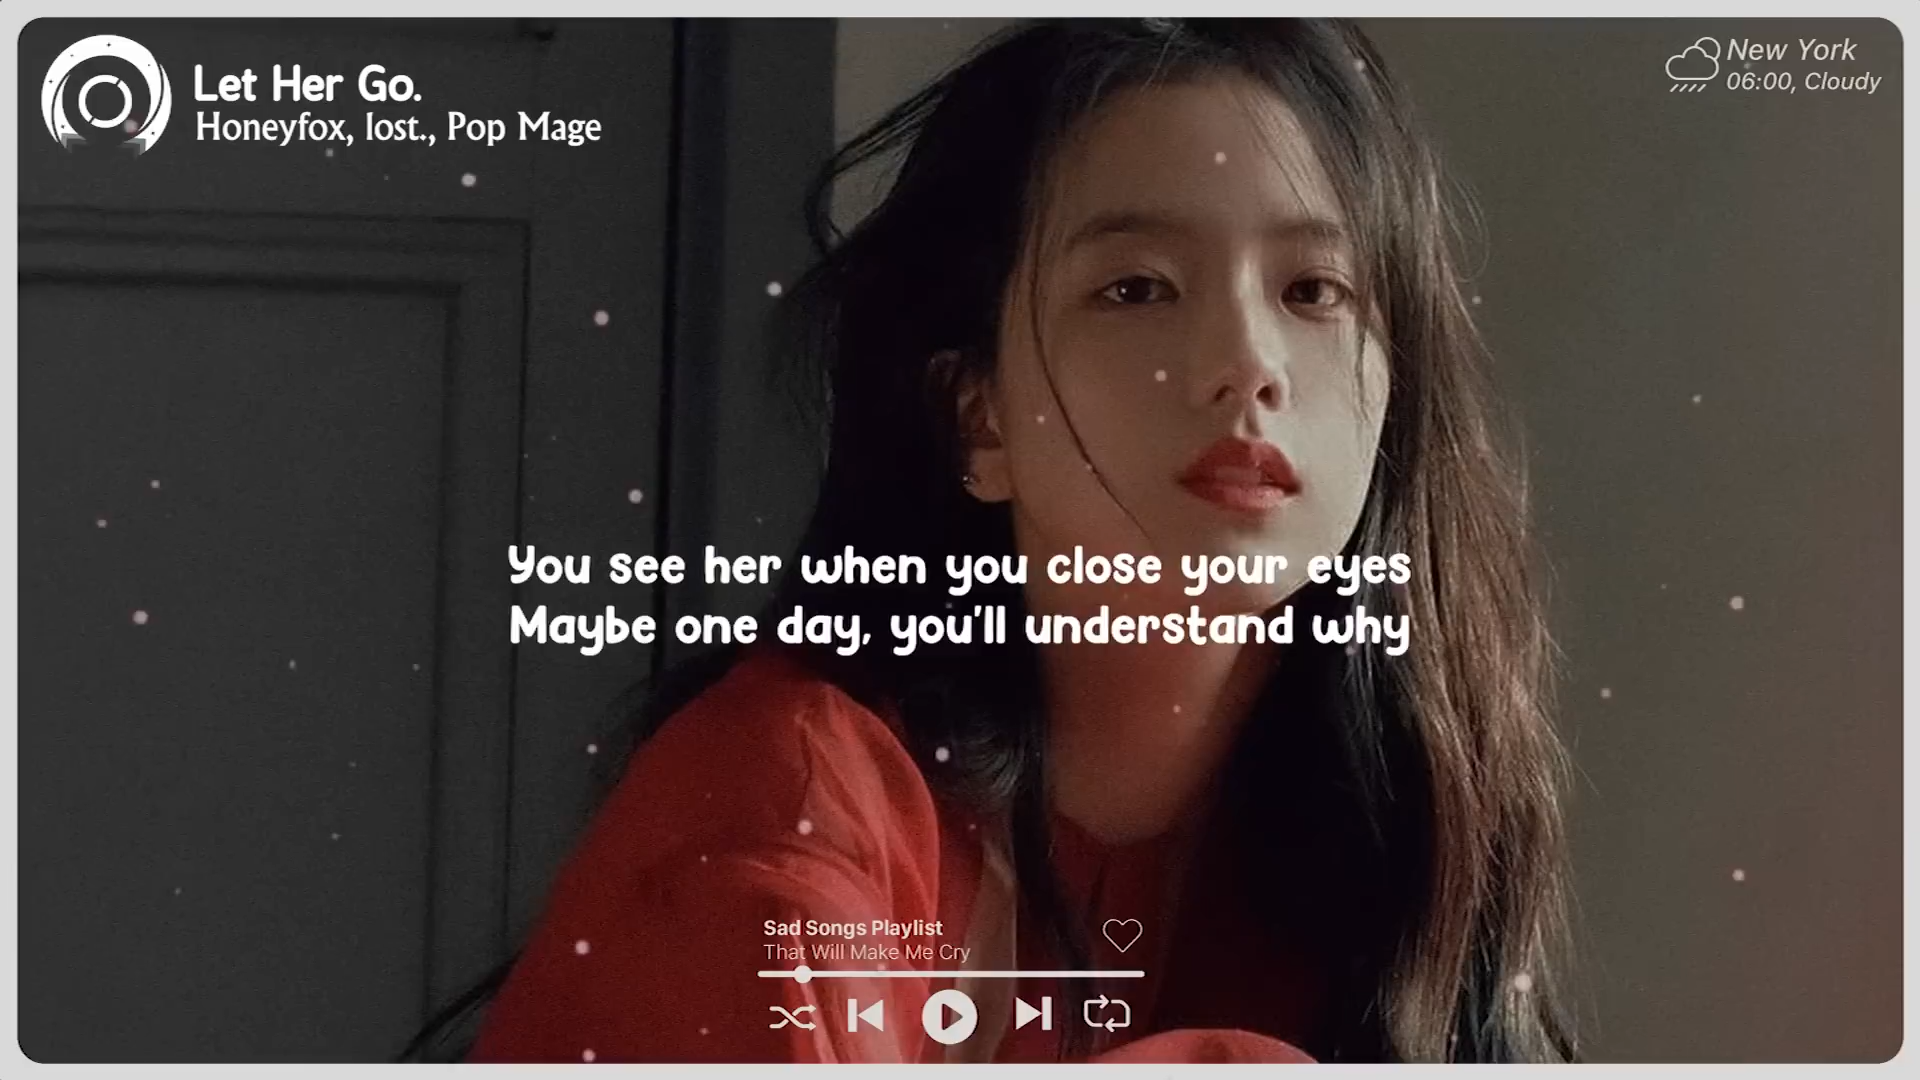 Let Her Go.
Honeyfox, lost., Pop Mage
New York
06:00, Cloudy
You see her when you close your eyes
Maybe one day, you'll understand why
Sad Songs Playlist
That Will Make Me Cry